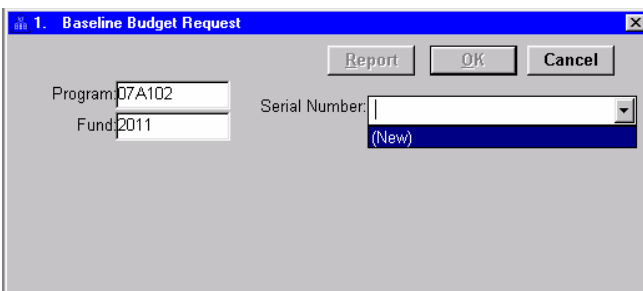 1. Baseline Budget Request
Report OK Cancel
Program: 07A102
Serial Number:
Fund: 2011
(New)